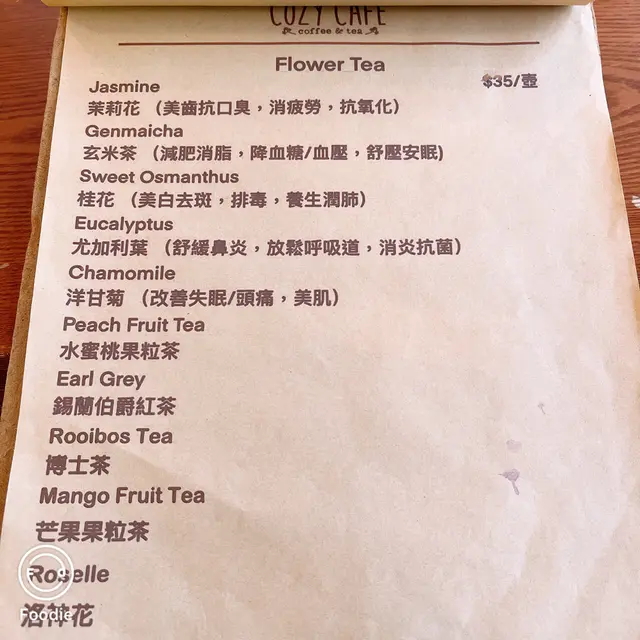 COZY CAFE
coffee & tea
Flower Tea
$35/壺
Jasmine
茉莉花 （美齒抗口臭，消疲勞，抗氧化）
Genmaicha
玄米茶 （減肥消脂，降血糖/血壓，舒壓安眠)
Sweet Osmanthus
桂花 （美白去斑，排毒，養生潤肺）
Eucalyptus
尤加利葉 （舒緩鼻炎，放鬆呼吸道，消炎抗菌）
Chamomile
洋甘菊 （改善失眠/頭痛，美肌）
Peach Fruit Tea
水蜜桃果粒茶
Earl Grey
錫蘭伯爵紅茶
Rooibos Tea
博士茶
Mango Fruit Tea
芒果果粒茶
Roselle
洛神花
Foodie